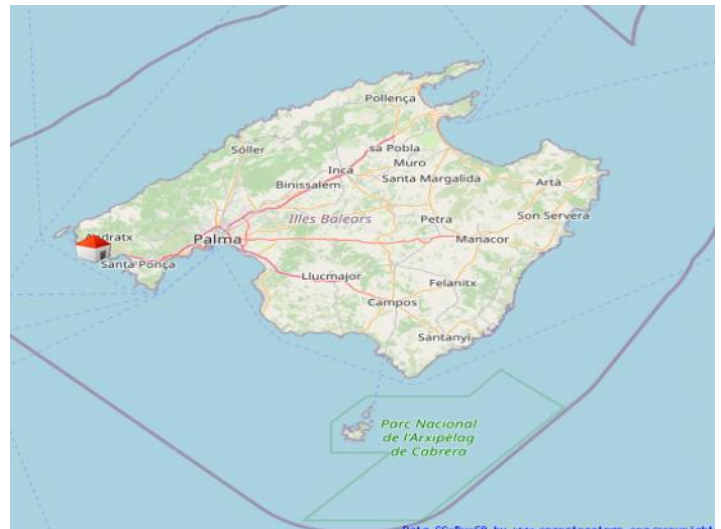 Pollença
sa Pobla
Sóller
Muro
Inca
Santa Margalida
Binissalem
Artà
Illes Balears
Petra
Son Servera
Andratx
Palma
Manacor
Santa Ponça
Llucmajor
Felanitx
Campos
Santanyí
Parc Nacional
de l'Arxipèlag
de Cabrera